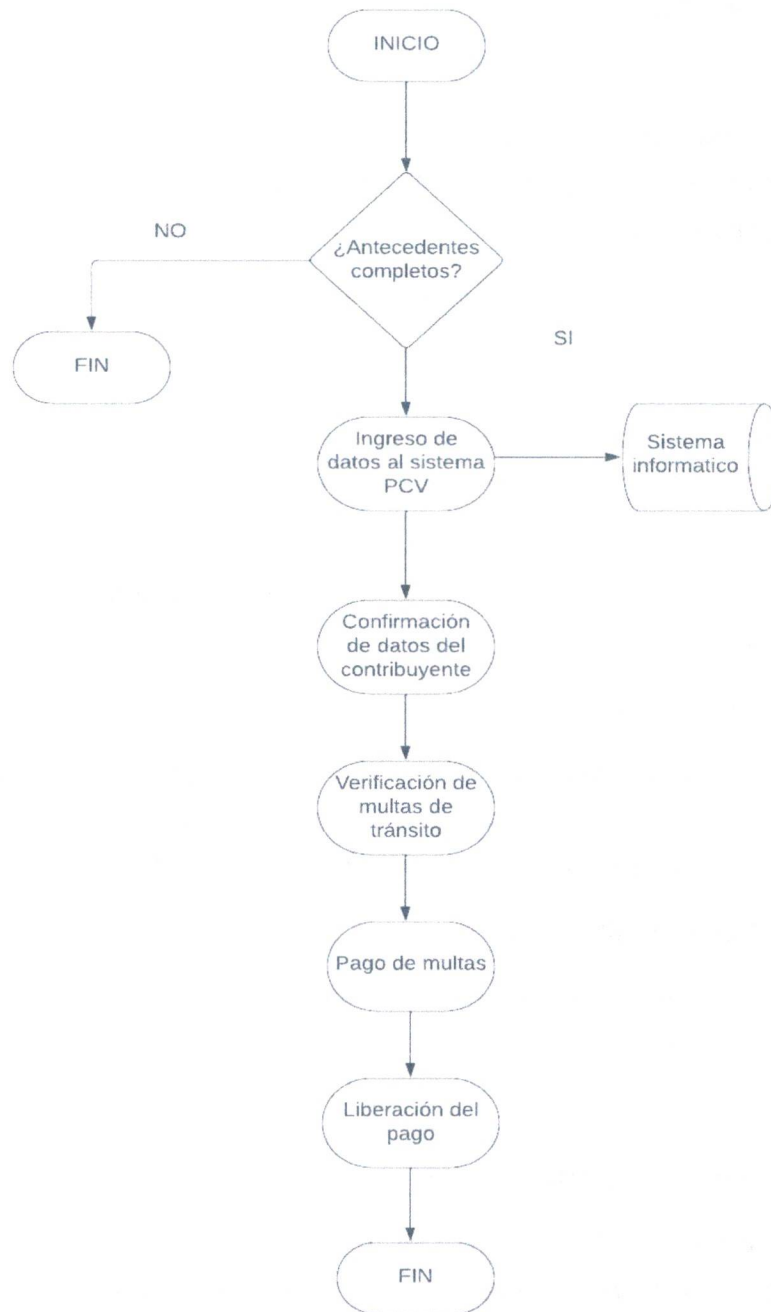 INICIO
¿Antecedentes
completos?
NO
SI
FIN
Ingreso de
datos al sistema
PCV
Sistema
informatico
Confirmación
de datos del
contribuyente
Verificación de
multas de
tránsito
Pago de multas
Liberación del
pago
FIN